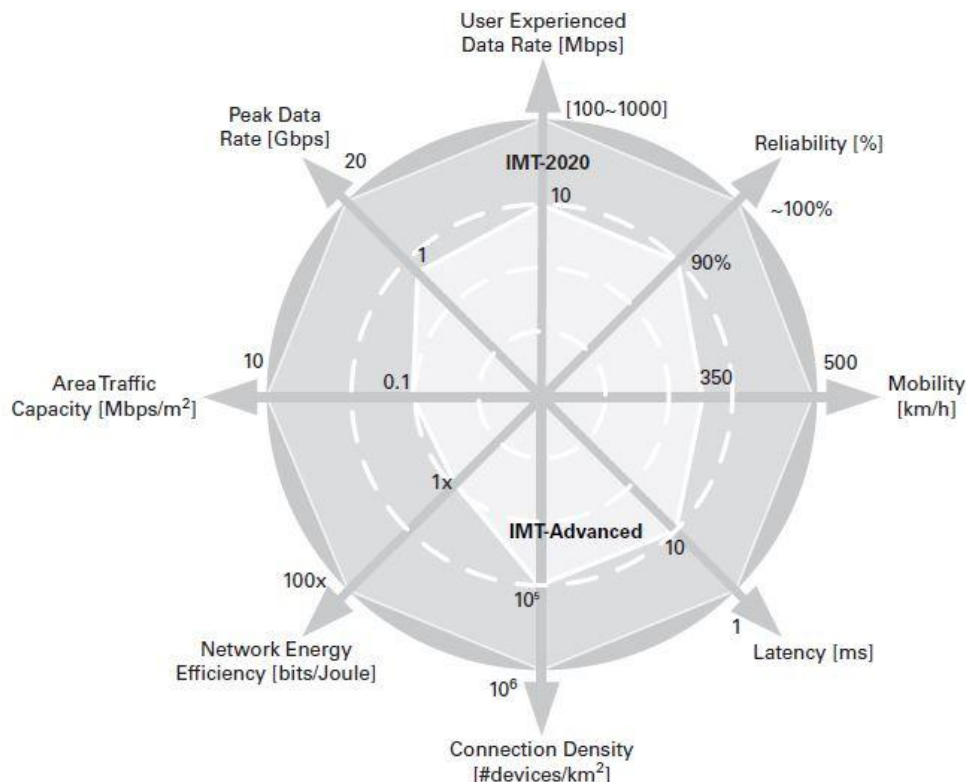 User Experienced
Data Rate [Mbps]
Peak Data
Rate [Gbps]
[100~1000]
Reliability [%]
20
IMT-2020
10
~100%
1
90%
10
0.1
350
500
Area Traffic
Capacity [Mbps/m²]
Mobility
[km/h]
1x
IMT-Advanced
10
100x
10⁵
1
Network Energy
Efficiency [bits/Joule]
Latency [ms]
10⁶
Connection Density
[#devices/km²]